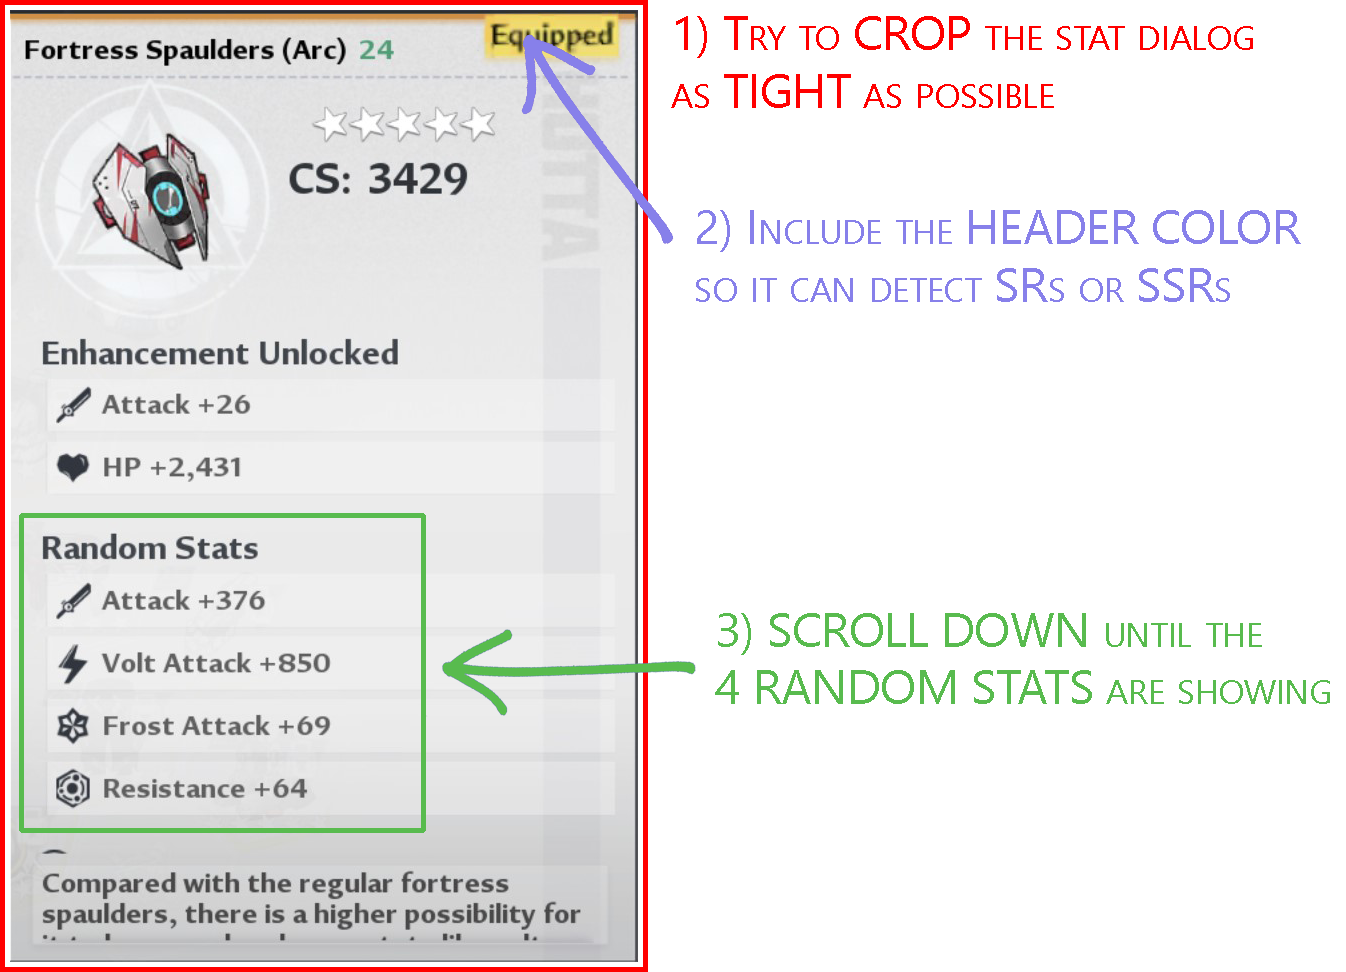 Fortress Spaulders (Arc) 24
Equipped
CS: 3429
Enhancement Unlocked
Attack +26
HP +2,431
Random Stats
Attack +376
Volt Attack +850
Frost Attack +69
Resistance +64
Compared with the regular fortress
spaulders, there is a higher possibility for
1) TRY TO CROP THE STAT DIALOG
AS TIGHT AS POSSIBLE
2) INCLUDE THE HEADER COLOR
SO IT CAN DETECT SRS OR SSRS
3) SCROLL DOWN UNTIL THE
4 RANDOM STATS ARE SHOWING